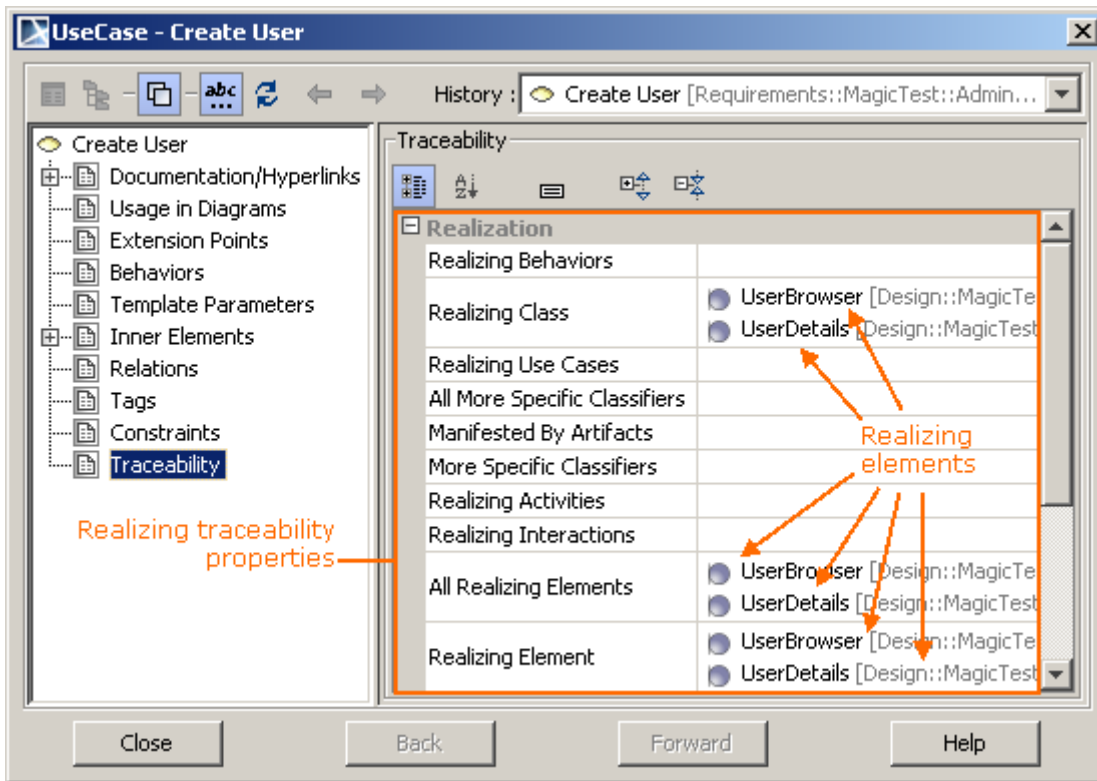 UseCase - Create User
abc
History : Create User [Requirements::MagicTest::Admin...
Create User
Documentation/Hyperlinks
Usage in Diagrams
Extension Points
Behaviors
Template Parameters
Inner Elements
Relations
Tags
Constraints
Traceability
Realizing traceability
properties
Traceability
Realization
Realizing Behaviors
Realizing Class
UserBrowser [Design::MagicTe
UserDetails [Design::MagicTest
Realizing Use Cases
All More Specific Classifiers
Manifested By Artifacts
More Specific Classifiers
Realizing Activities
Realizing Interactions
Realizing
elements
All Realizing Elements
UserBrowser [Design::MagicTe
UserDetails [Design::MagicTest
Realizing Element
UserBrowser [Design::MagicTe
UserDetails [Design::MagicTest
Close
Back
Forward
Help